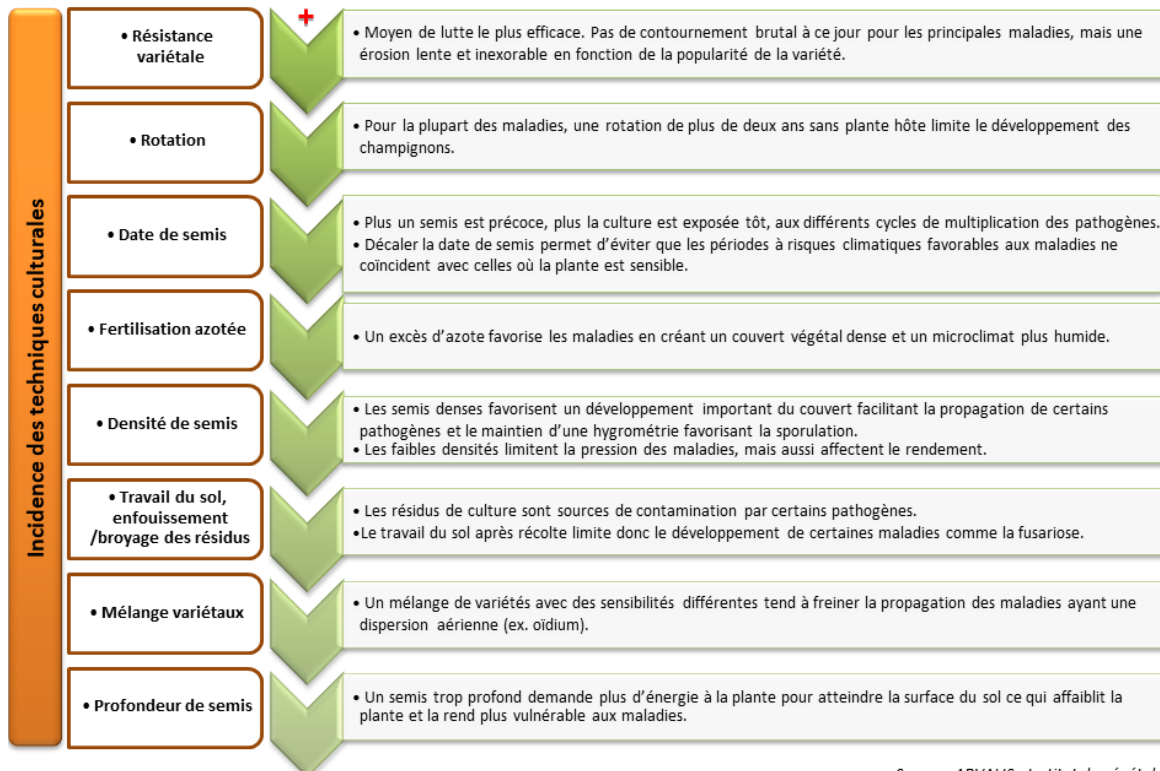 Incidence des techniques culturales
+
• Résistance
variétale
• Moyen de lutte le plus efficace. Pas de contournement brutal à ce jour pour les principales maladies, mais une
érosion lente et inexorable en fonction de la popularité de la variété.
• Rotation
• Pour la plupart des maladies, une rotation de plus de deux ans sans plante hôte limite le développement des
champignons.
• Date de semis
• Plus un semis est précoce, plus la culture est exposée tôt, aux différents cycles de multiplication des pathogènes.
• Décaler la date de semis permet d'éviter que les périodes à risques climatiques favorables aux maladies ne
coïncident avec celles où la plante est sensible.
• Fertilisation azotée
• Un excès d'azote favorise les maladies en créant un couvert végétal dense et un microclimat plus humide.
• Densité de semis
• Les semis denses favorisent un développement important du couvert facilitant la propagation de certains
pathogènes et le maintien d'une hygrométrie favorisant la sporulation.
• Les faibles densités limitent la pression des maladies, mais aussi affectent le rendement.
• Travail du sol,
enfouissement
/broyage des résidus
• Les résidus de culture sont sources de contamination par certains pathogènes.
•Le travail du sol après récolte limite donc le développement de certaines maladies comme la fusariose.
• Mélange variétaux
• Un mélange de variétés avec des sensibilités différentes tend à freiner la propagation des maladies ayant une
dispersion aérienne (ex. oïdium).
• Profondeur de semis
• Un semis trop profond demande plus d'énergie à la plante pour atteindre la surface du sol ce qui affaiblit la
plante et la rend plus vulnérable aux maladies.